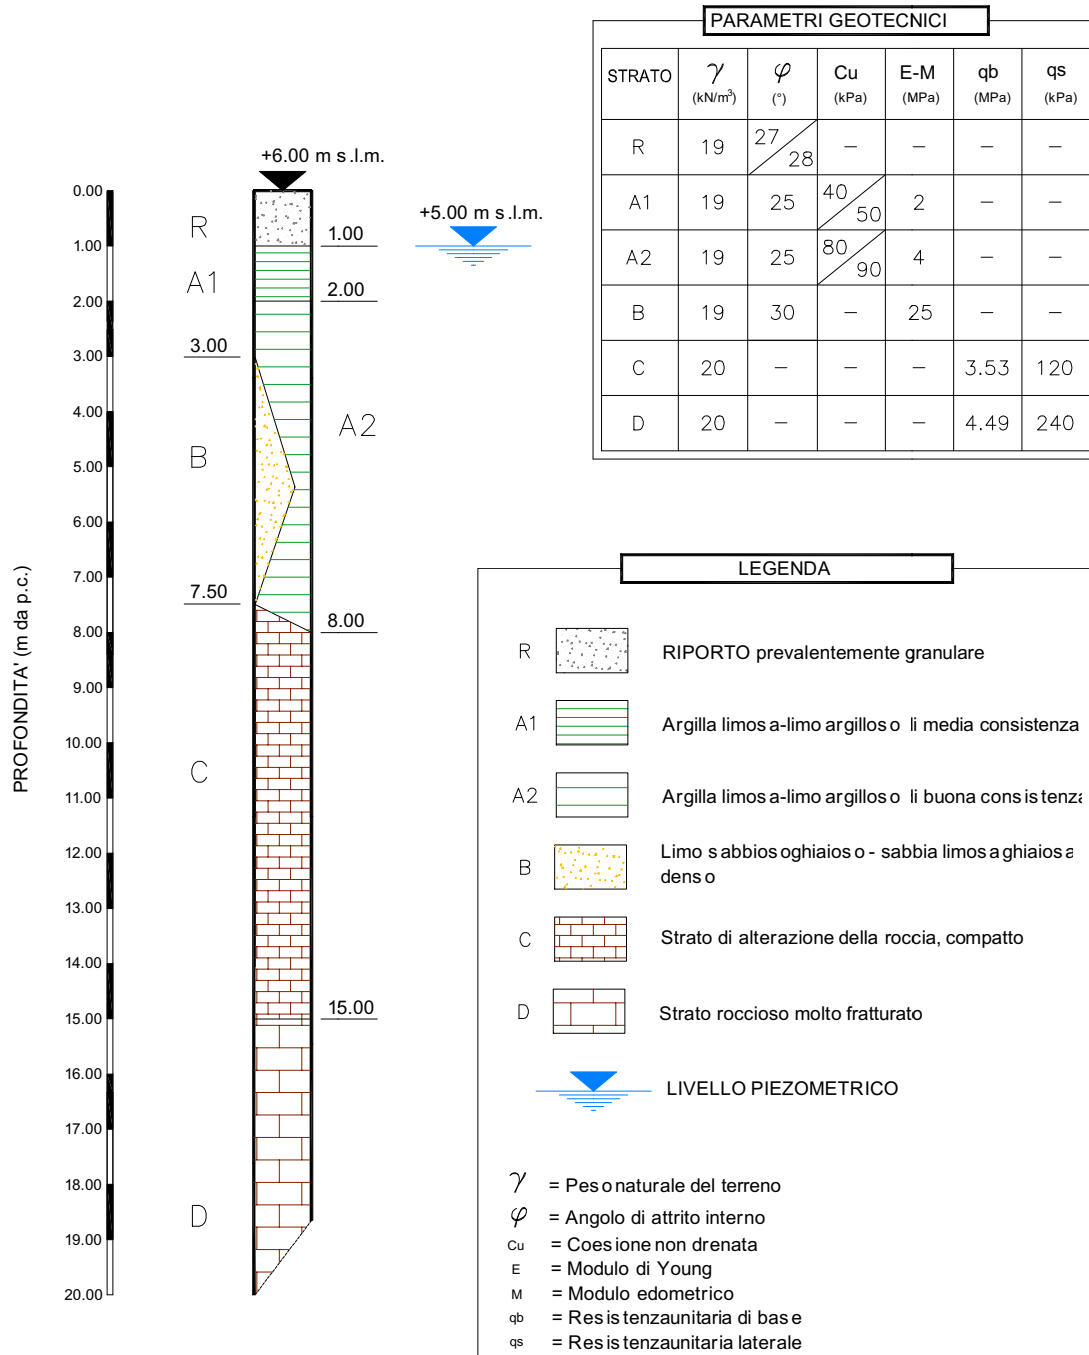 PARAMETRI GEOTECNICI
STRATO γ φ Cu E-M qb qs
(kN/m³) (°) (kPa) (MPa) (MPa) (kPa)
R 19 27/28 – – – –
A1 19 25 40/50 2 – –
A2 19 25 80/90 4 – –
B 19 30 – 25 – –
C 20 – – – 3.53 120
D 20 – – – 4.49 240
+6.00 m s.l.m.
+5.00 m s.l.m.
PROFONDITA' (m da p.c.)
0.00
1.00
2.00
3.00
4.00
5.00
6.00
7.00
8.00
9.00
10.00
11.00
12.00
13.00
14.00
15.00
16.00
17.00
18.00
19.00
20.00
R
A1
3.00
B
7.50
C
D
1.00
2.00
A2
8.00
15.00
LEGENDA
R RIPORTO prevalentemente granulare
A1 Argilla limosa-limo argilloso li media consistenza
A2 Argilla limosa-limo argilloso li buona consistenza
B Limo sabbiosoghiaioso - sabbia limosa ghiaiosa
denso
C Strato di alterazione della roccia, compatto
D Strato roccioso molto fratturato
LIVELLO PIEZOMETRICO
γ = Peso naturale del terreno
φ = Angolo di attrito interno
Cu = Coesione non drenata
E = Modulo di Young
M = Modulo edometrico
qb = Resistenza unitaria di base
qs = Resistenza unitaria laterale